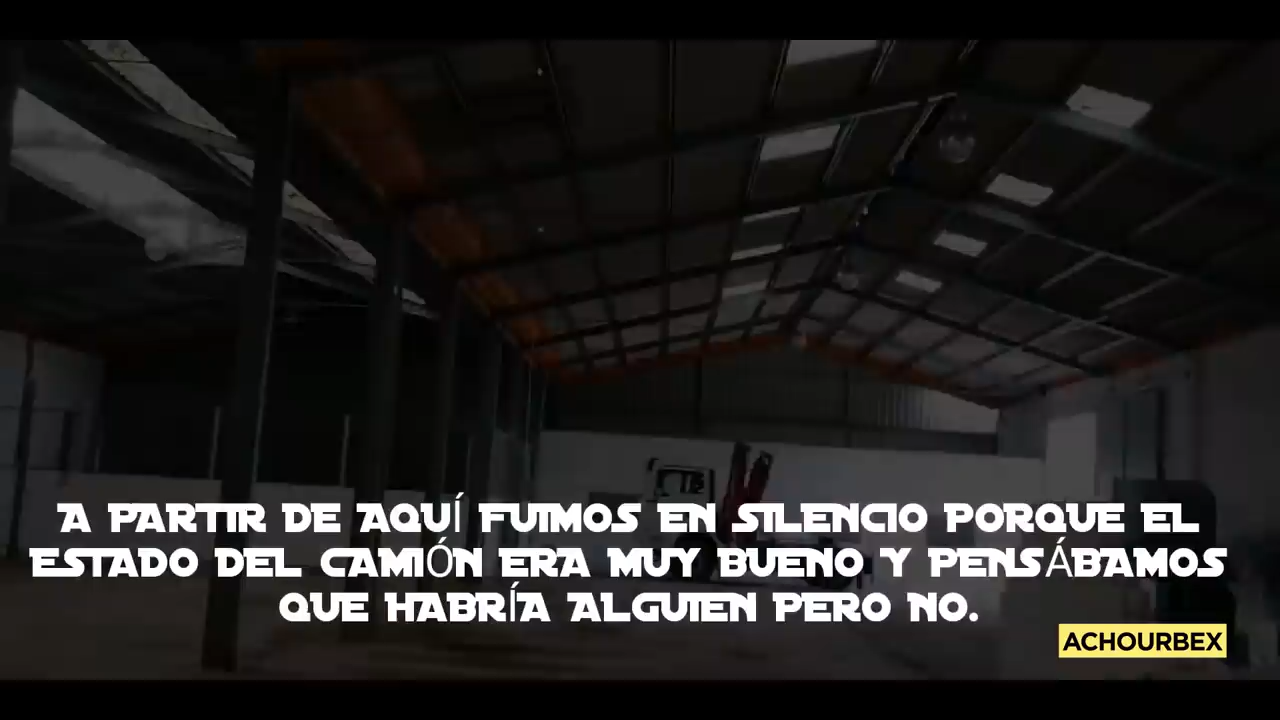 A PARTIR DE AQUÍ FUIMOS EN SILENCIO PORQUE EL
ESTADO DEL CAMIÓN ERA MUY BUENO Y PENSÁBAMOS
QUE HABRÍA ALGUIEN PERO NO.
ACHOURBEX